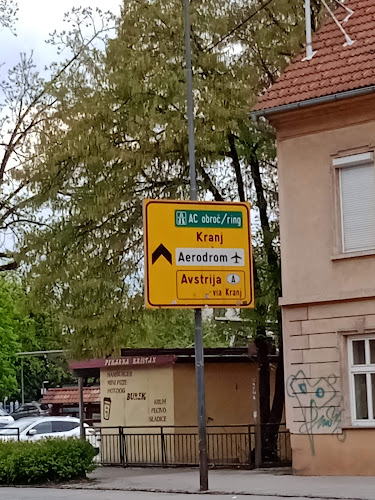 AC obroč/ring
Kranj
Aerodrom
Avstrija A
via Kranj
PEKARNA KRISTAN
HAMBURGER
MINI PIZZE
HOTDOG
BUREK
KRUH
PECIVO
SLADICE